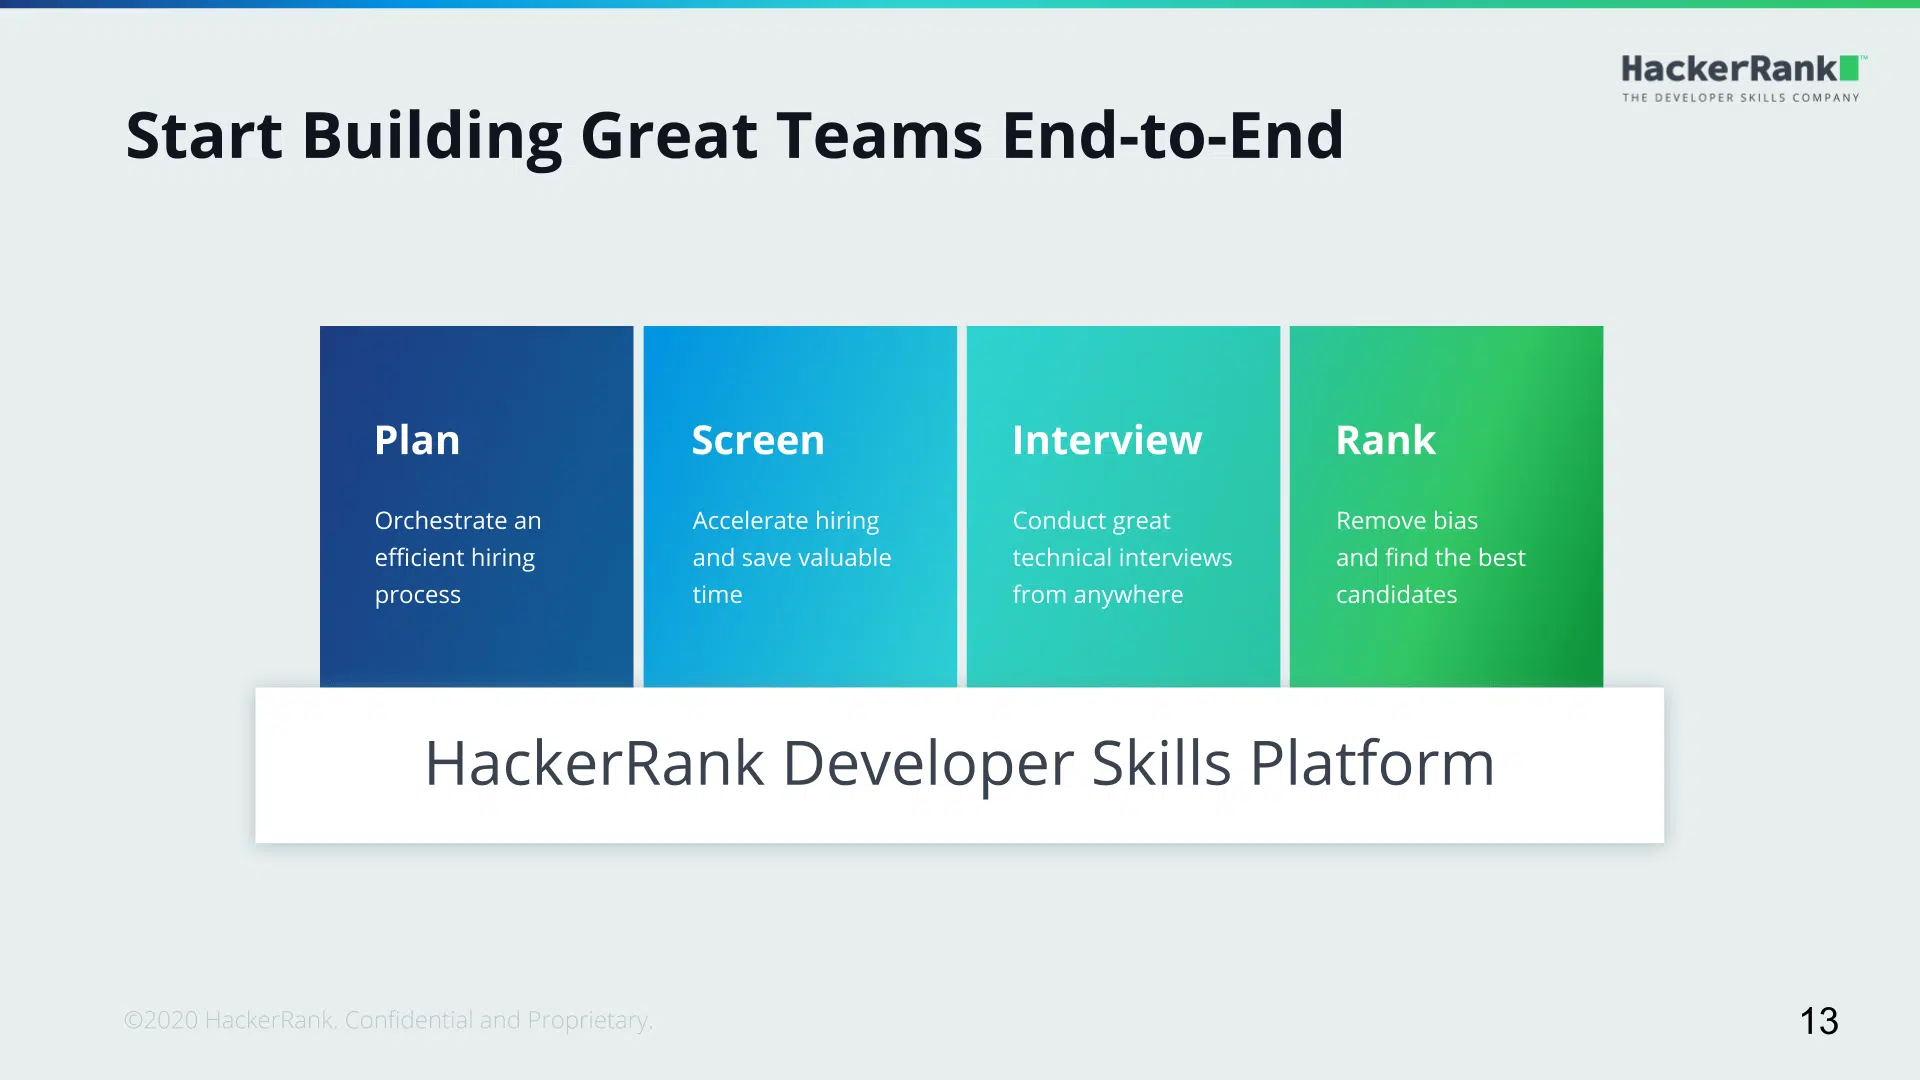 HackerRank™
THE DEVELOPER SKILLS COMPANY
Start Building Great Teams End-to-End
Plan
Orchestrate an
efficient hiring
process
Screen
Accelerate hiring
and save valuable
time
Interview
Conduct great
technical interviews
from anywhere
Rank
Remove bias
and find the best
candidates
HackerRank Developer Skills Platform
©2020 HackerRank. Confidential and Proprietary.
13